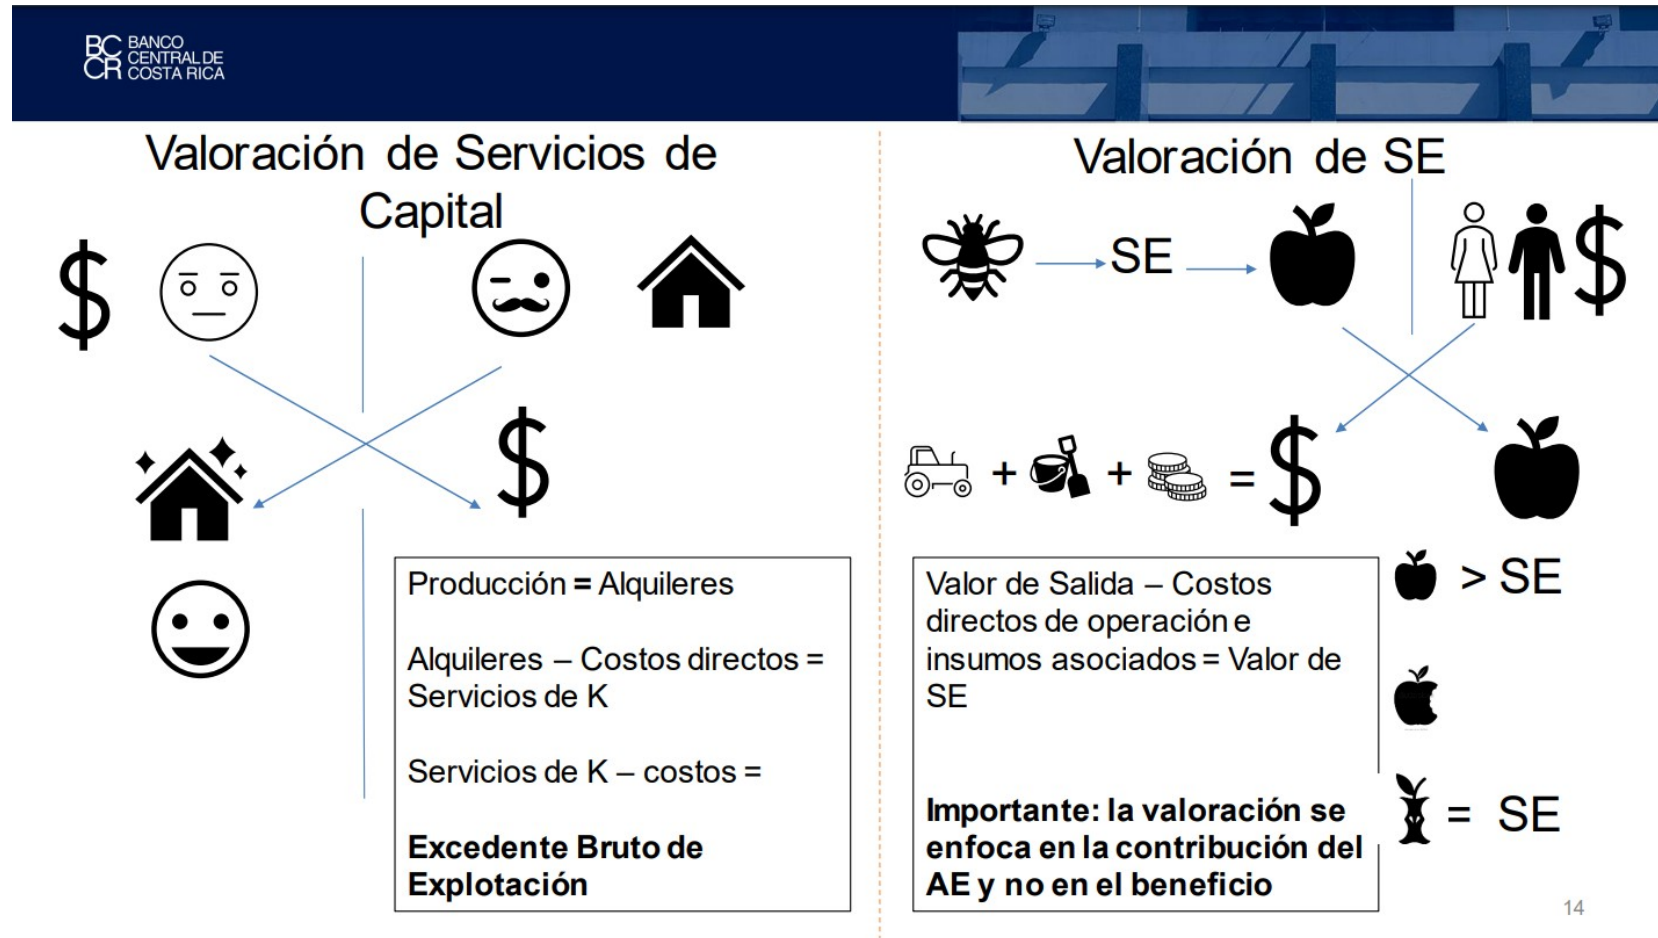 BC BANCO
CR CENTRAL DE
COSTA RICA
Valoración de Servicios de
Capital
$
$
Producción = Alquileres
Alquileres – Costos directos =
Servicios de K
Servicios de K – costos =
Excedente Bruto de
Explotación
Valoración de SE
SE
$
+ + = $
Valor de Salida – Costos
directos de operación e
insumos asociados = Valor de
SE
Importante: la valoración se
enfoca en la contribución del
AE y no en el beneficio
> SE
= SE
14